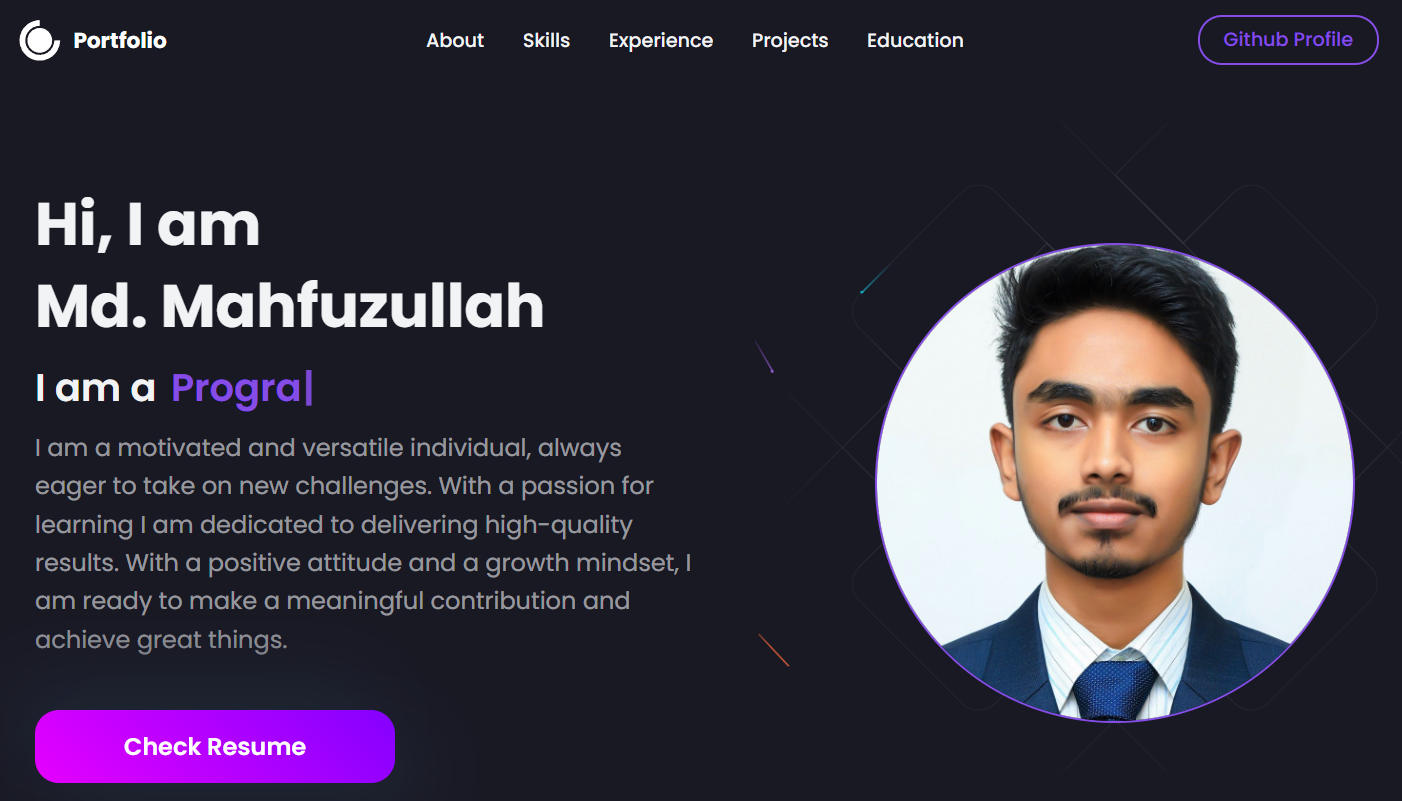 Portfolio
About Skills Experience Projects Education
Github Profile
Hi, I am
Md. Mahfuzullah
I am a Progra|
I am a motivated and versatile individual, always
eager to take on new challenges. With a passion for
learning I am dedicated to delivering high-quality
results. With a positive attitude and a growth mindset, I
am ready to make a meaningful contribution and
achieve great things.
Check Resume